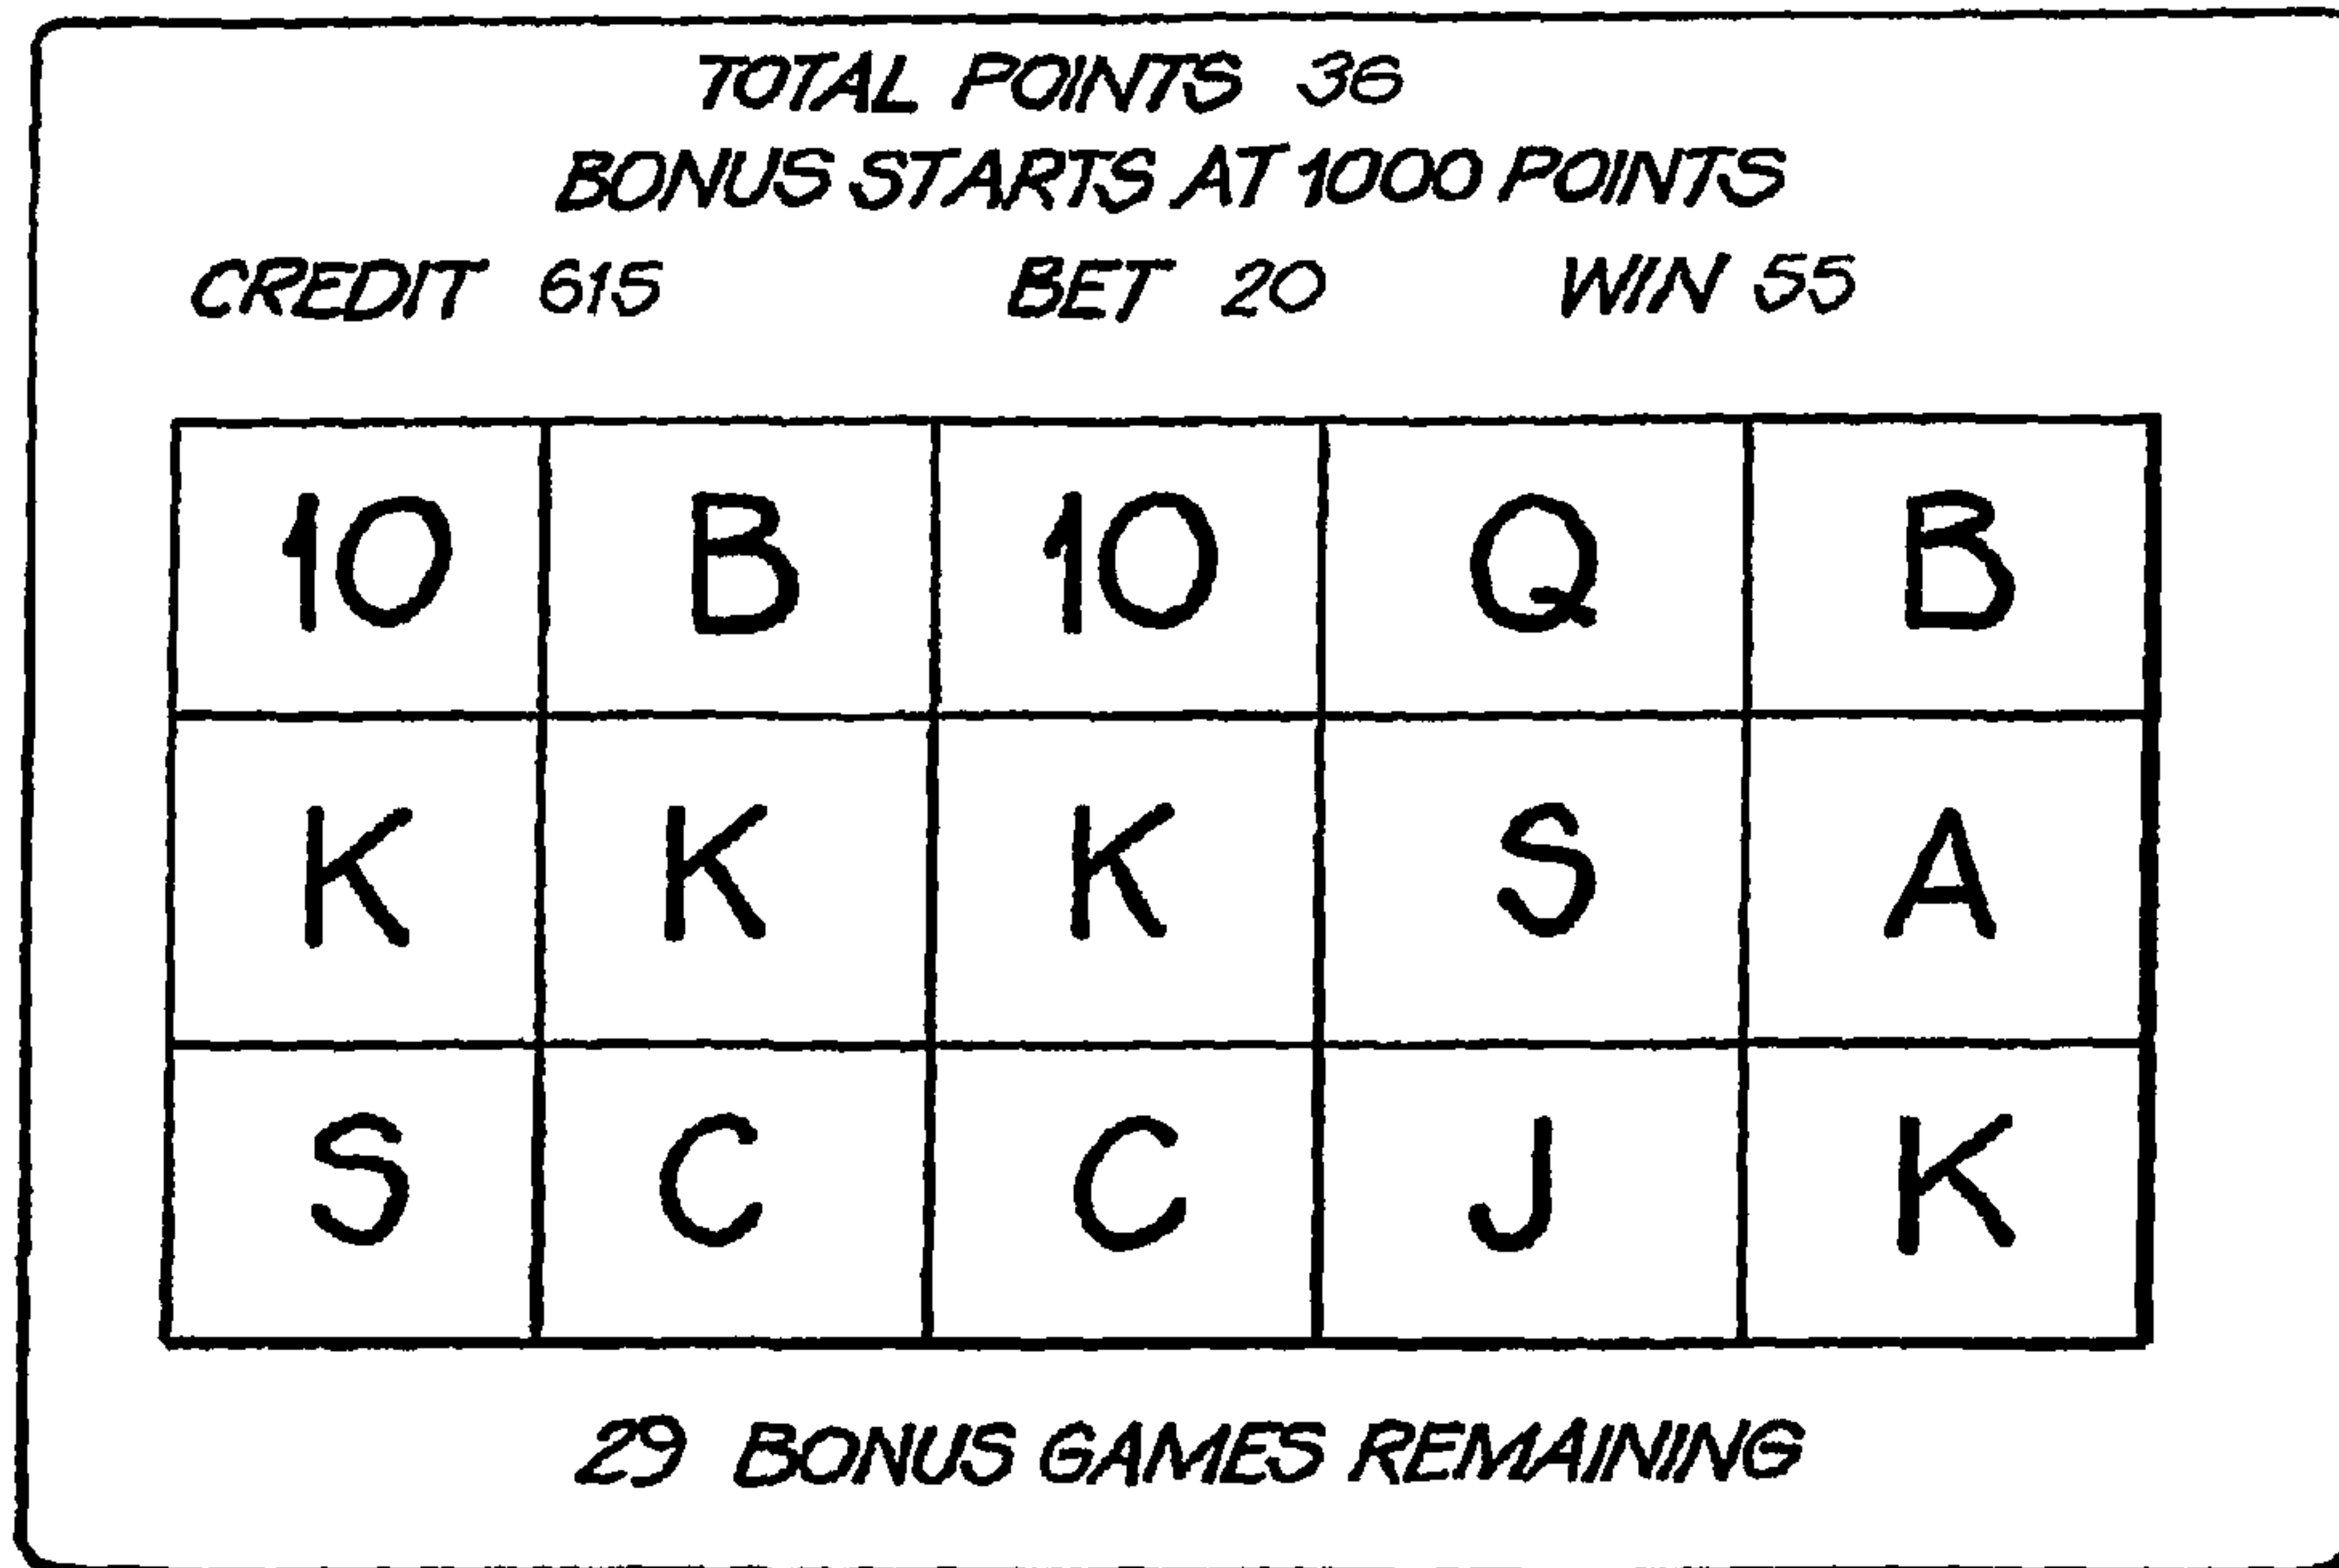 TOTAL POINTS 36
BONUS STARTS AT 1000 POINTS
CREDIT 615 BET 20 WIN 55
10 B 10 Q B
K K K S A
S C C J K
29 BONUS GAMES REMAINING